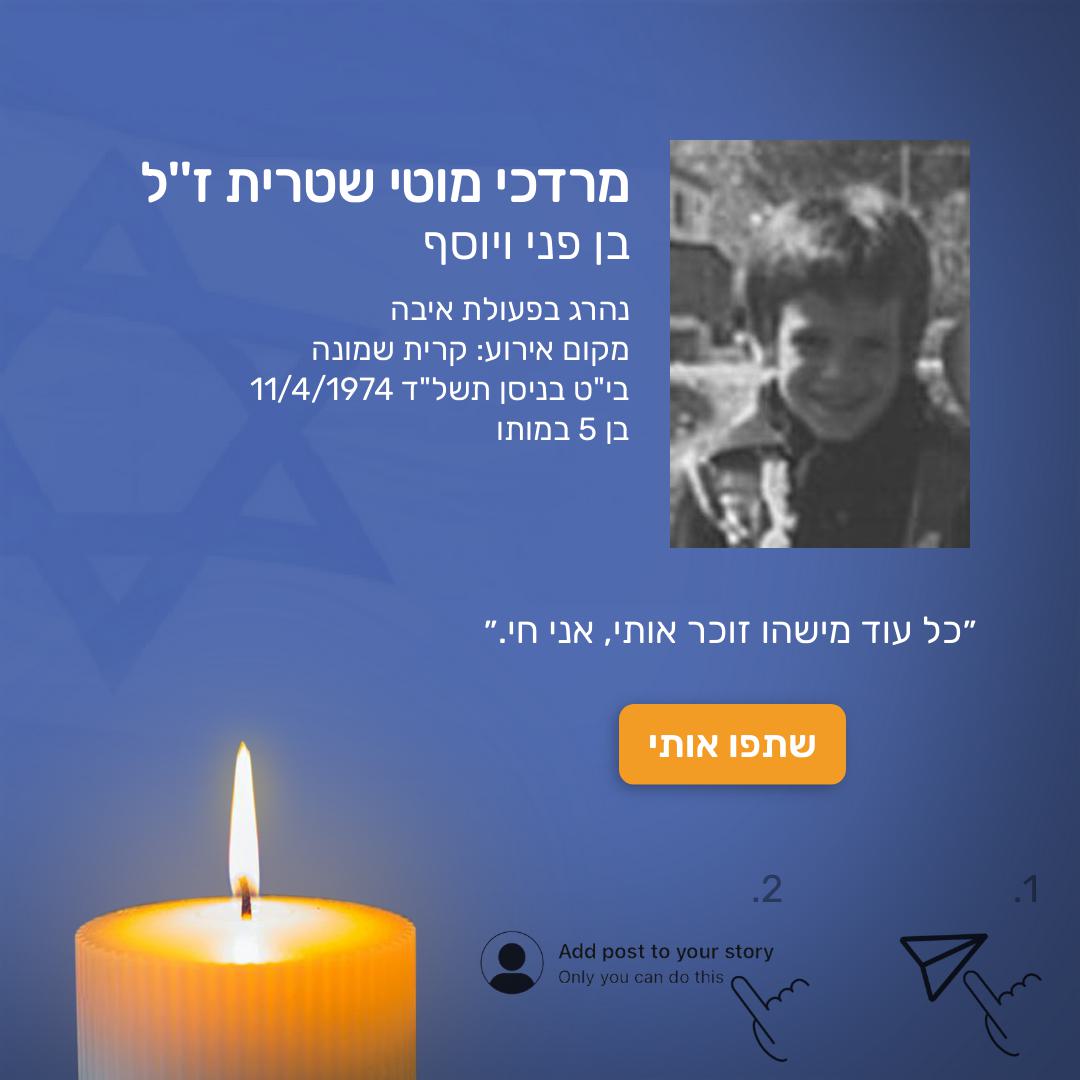 מרדכי מוטי שטרית ז"ל
בן פני ויוסף
נהרג בפעולת איבה
מקום אירוע: קרית שמונה
בי"ט בניסן תשל"ד 11/4/1974
בן 5 במותו
״כל עוד מישהו זוכר אותי, אני חי.״
שתפו אותי
1.
2.
Add post to your story
Only you can do this